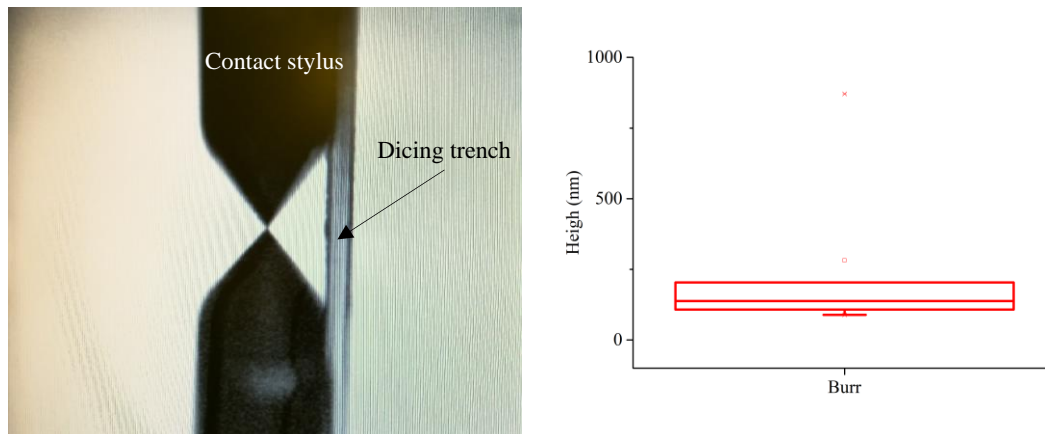 Contact stylus
Dicing trench
1000
500
0
Heigh (nm)
Burr